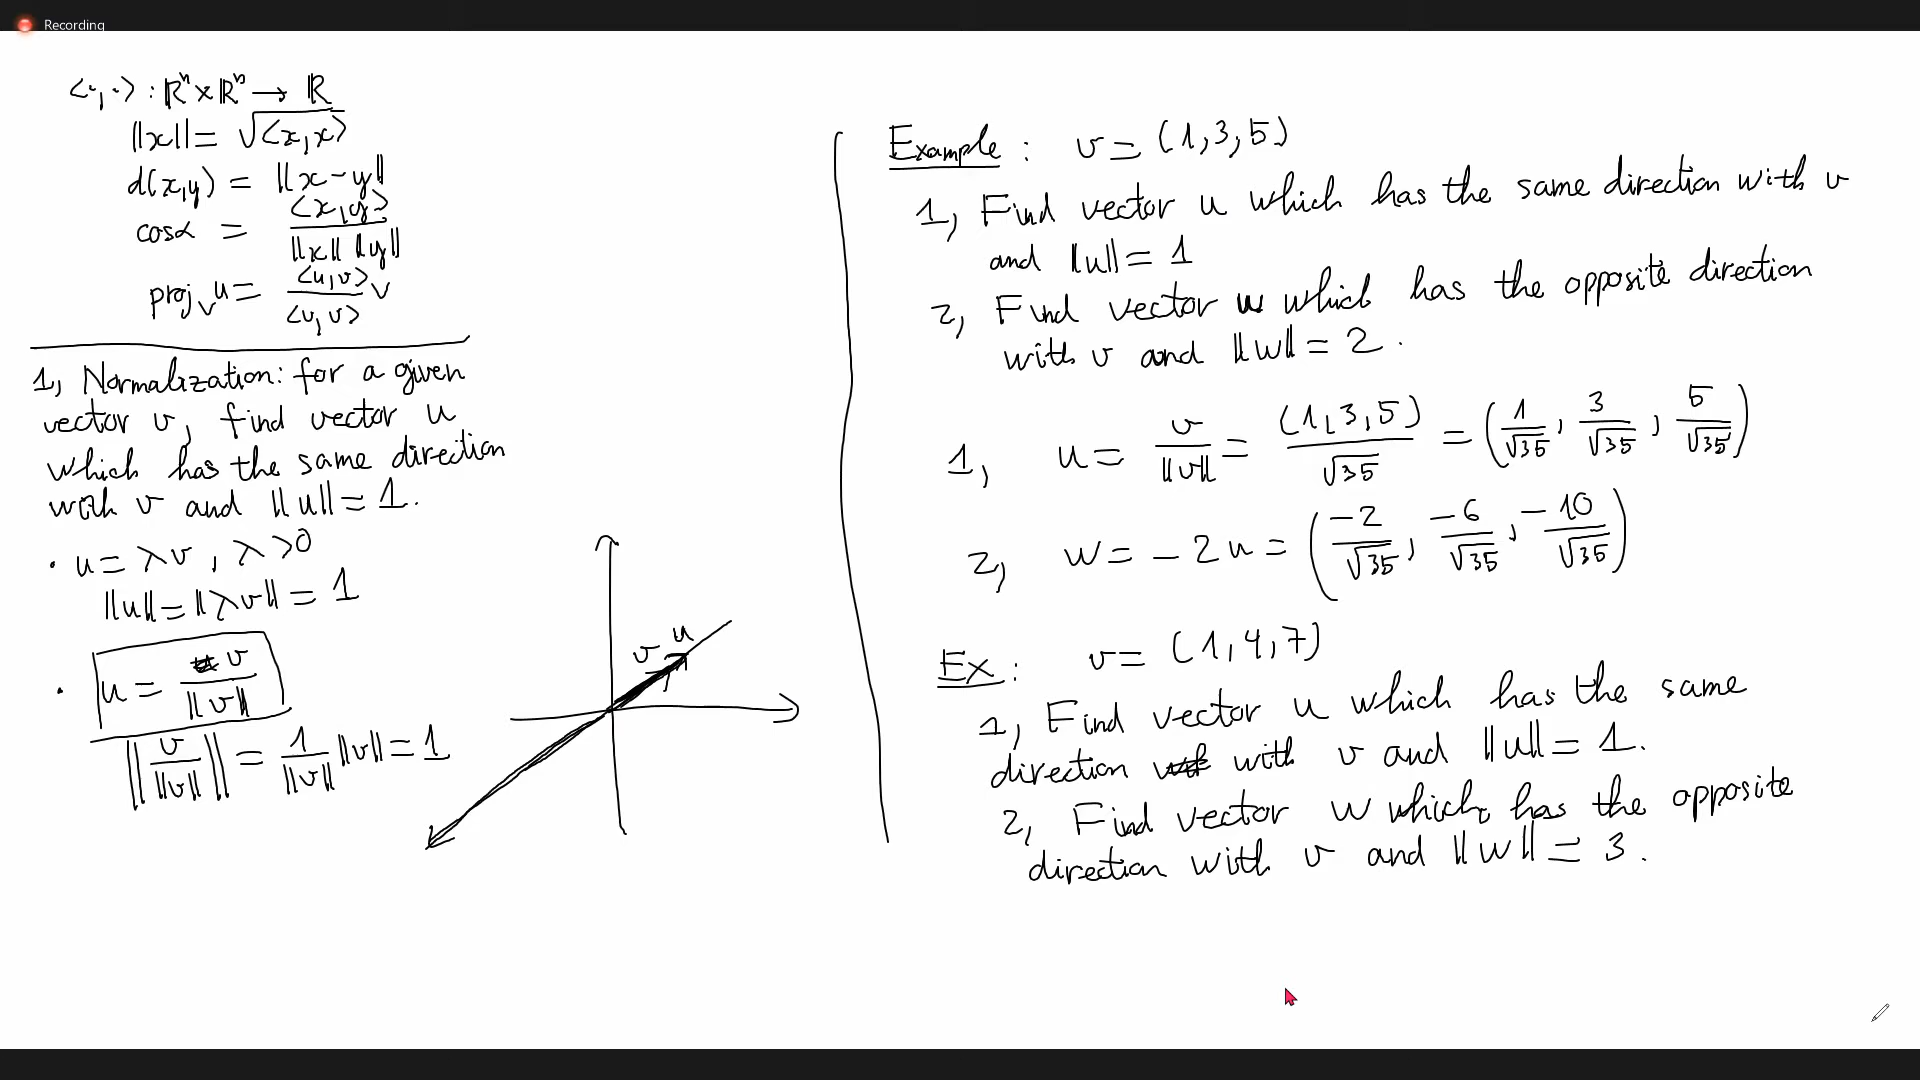 Recording
<·,·> : ℝⁿ×ℝⁿ → ℝ
||x|| = √<x,x>
d(x,y) = ||x-y||
cosα = <x,y> / ||x|| ||y||
proj_v u = <u,v> / <v,v> v
1, Normalization: for a given
vector v, find vector u
which has the same direction
with v and ||u|| = 1.
· u = λv, λ>0
||u|| = ||λv|| = 1
· u = v / ||v||
||v / ||v|| || = 1/||v|| ||v|| = 1
v u
Example : v = (1,3,5)
1, Find vector u which has the same direction with v
and ||u|| = 1
2, Find vector w which has the opposite direction
with v and ||w|| = 2.
1, u = v/||v|| = (1,3,5)/√35 = (1/√35, 3/√35, 5/√35)
2, w = -2u = (-2/√35, -6/√35, -10/√35)
Ex : v = (1,4,7)
1, Find vector u which has the same
direction with v and ||u|| = 1.
2, Find vector w which has the opposite
direction with v and ||w|| = 3.